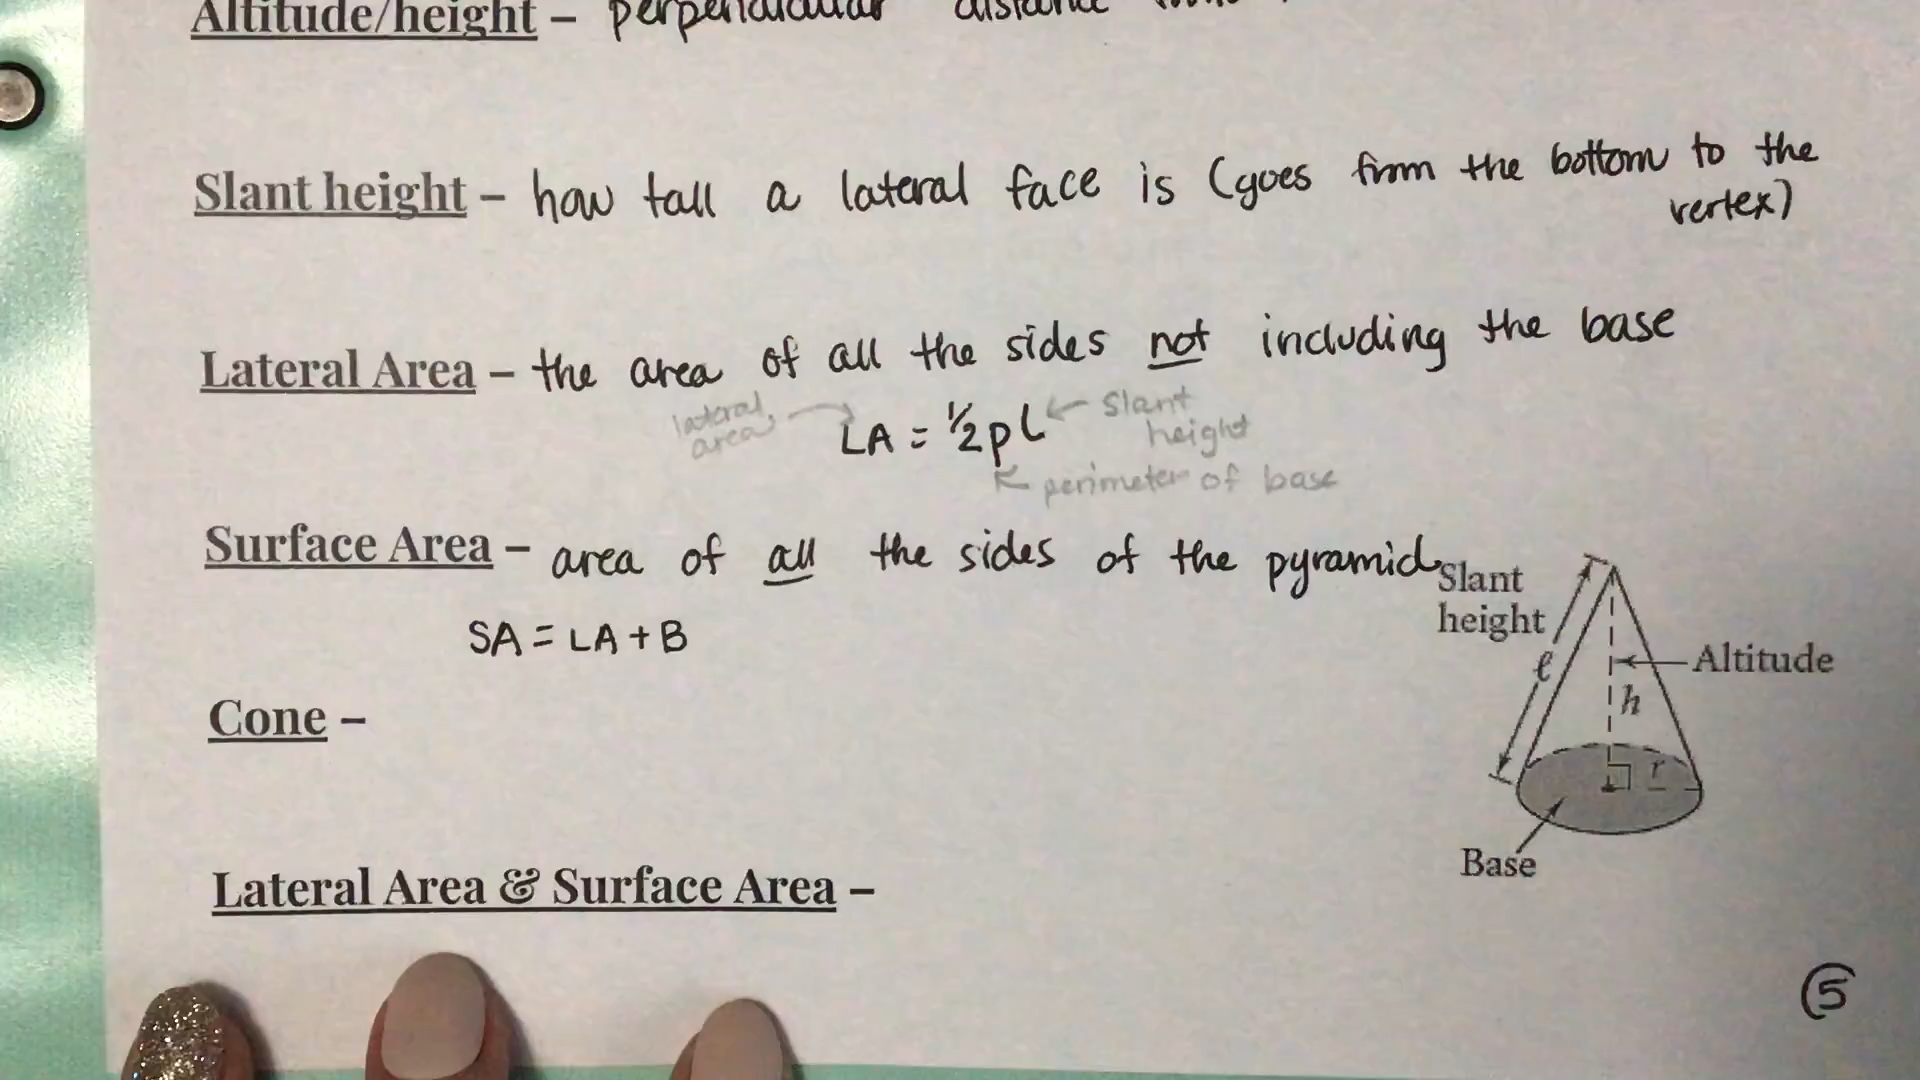 Altitude/height – perpendicular distance
Slant height – how tall a lateral face is (goes from the bottom to the
vertex)
Lateral Area – the area of all the sides not including the base
lateral area
LA = ½pl
slant height
perimeter of base
Surface Area – area of all the sides of the pyramid
SA = LA + B
Slant
height
ℓ
Altitude
h
r
Base
Cone –
Lateral Area & Surface Area –
5